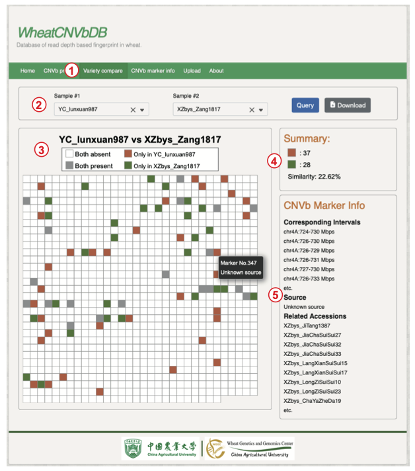 WheatCNVbDB
Database of read depth based fingerprint in wheat.
Home CNVb pr 1 Variety compare CNVb marker info Upload About
Sample #1 Sample #2
2 YC_lunxuan987 XZbys_Zang1817 Query Download
3 YC_lunxuan987 vs XZbys_Zang1817
Both absent Only in YC_lunxuan987
Both present Only in XZbys_Zang1817
Marker No.347
Unknown source
Summary:
4 : 37
: 28
Similarity: 22.62%
CNVb Marker Info
Corresponding Intervals
chr4A:724-730 Mbps
chr4A:726-730 Mbps
chr4A:726-729 Mbps
chr4A:726-731 Mbps
chr4A:727-730 Mbps
chr4A:726-733 Mbps
etc.
5 Source
Unknown source
Related Accessions
XZbys_JiTang1387
XZbys_JiaChaSuiSui27
XZbys_JiaChaSuiSui32
XZbys_JiaChaSuiSui33
XZbys_LangXianSuiSui15
XZbys_LangXianSuiSui17
XZbys_LongZiSuiSui10
XZbys_LongZiSuiSui23
XZbys_ChaYaZheDa19
etc.
中国农业大学 Wheat Genetics and Genomics Center
China Agricultural University China Agricultural University